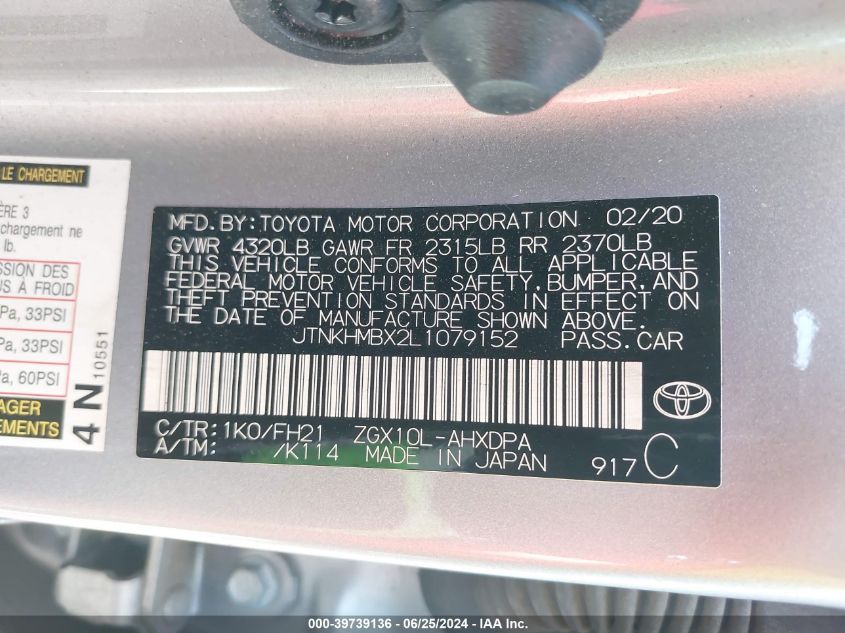 LE CHARGEMENT
ÈRE 3
chargement ne
lb.
SSION DES
US À FROID
Pa, 33PSI
Pa, 33PSI
Pa, 60PSI
AGER
EMENTS
4 N 10551
MFD. BY: TOYOTA MOTOR CORPORATION 02/20
GVWR 4320LB GAWR FR 2315LB RR 2370LB
THIS VEHICLE CONFORMS TO ALL APPLICABLE
FEDERAL MOTOR VEHICLE SAFETY, BUMPER, AND
THEFT PREVENTION STANDARDS IN EFFECT ON
THE DATE OF MANUFACTURE SHOWN ABOVE.
JTNKHMBX2L1079152 PASS.CAR
C/TR: 1K0/FH21 ZGX10L-AHXDPA
A/TM: /K114 MADE IN JAPAN 917 C
000-39739136 - 06/25/2024 - IAA Inc.